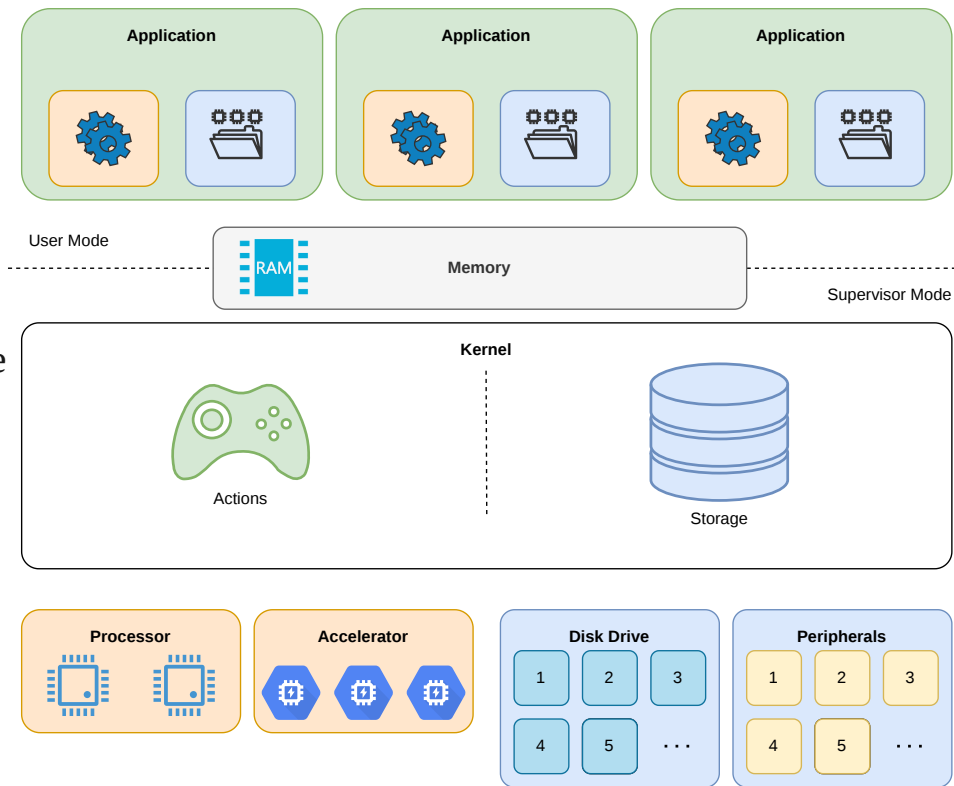 Application
Application
Application
User Mode
RAM
Memory
Supervisor Mode
e
Kernel
Actions
Storage
Processor
Accelerator
Disk Drive
1 2 3
4 5 ...
Peripherals
1 2 3
4 5 ...